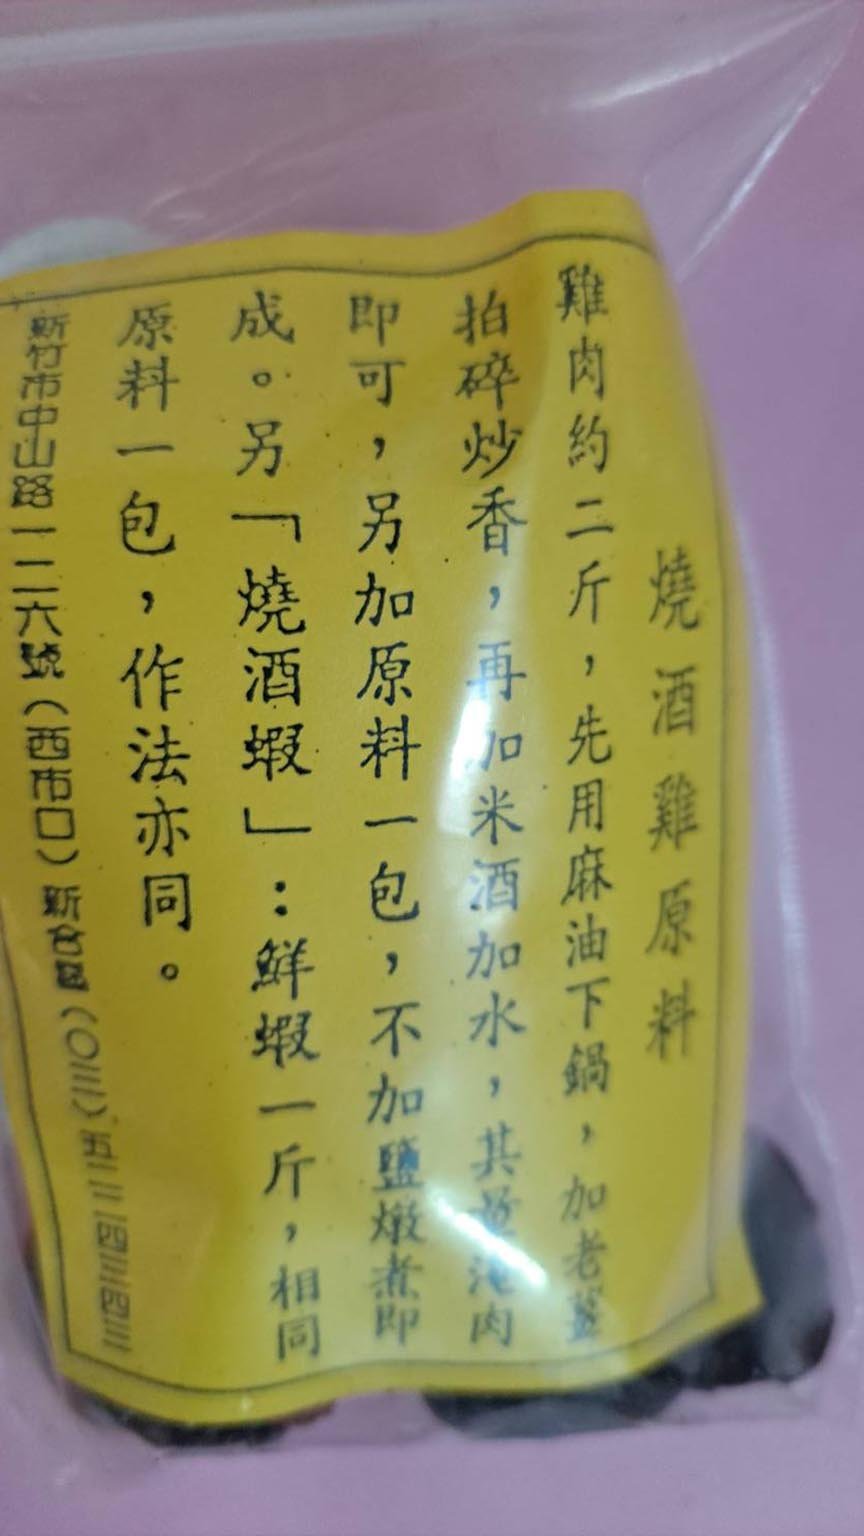 燒酒雞原料
雞肉約二斤，先用麻油下鍋，加老薑
拍碎炒香，再加米酒加水，其量淹肉
即可，另加原料一包，不加鹽燉煮即
成。另「燒酒蝦」：鮮蝦一斤，相同
原料一包，作法亦同。
新竹市中山路一二六號（西市口）新合（〇三）五二二四三四三